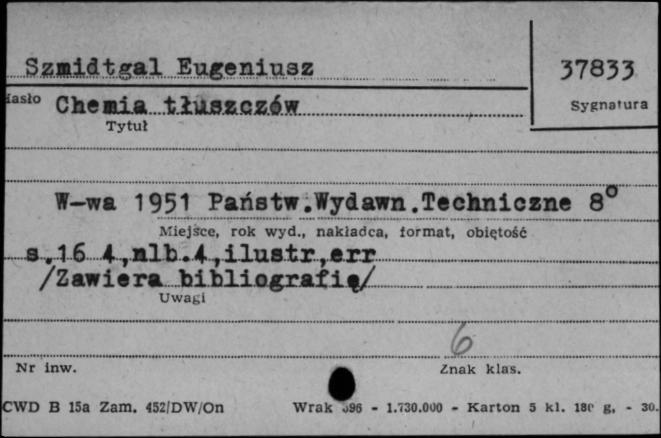 Szmidtgal Eugeniusz
37833
Hasło
Chemia tłuszczów
Sygnatura
Tytuł
W-wa 1951 Państw.Wydawn.Techniczne 8°
Miejsce, rok wyd., nakładca, format, objętość
s.16 4,nlb.4,ilustr,err
/Zawiera bibliografię/
Uwagi
6
Nr inw.
Znak klas.
CWD B 15a Zam. 452/DW/On
Wrak 596 - 1.730.000 - Karton 5 kl. 180 g, - 30.